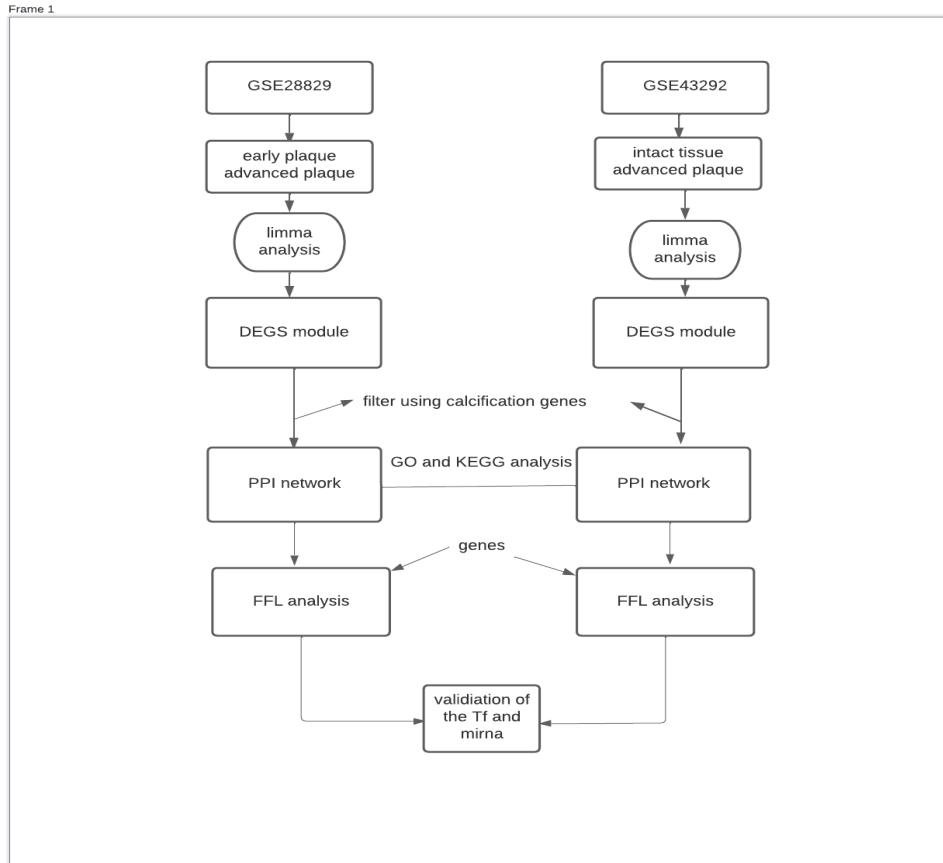 Frame 1
GSE28829
GSE43292
early plaque
advanced plaque
intact tissue
advanced plaque
limma
analysis
limma
analysis
DEGS module
DEGS module
filter using calcification genes
GO and KEGG analysis
PPI network
PPI network
genes
FFL analysis
FFL analysis
validiation of
the Tf and
mirna